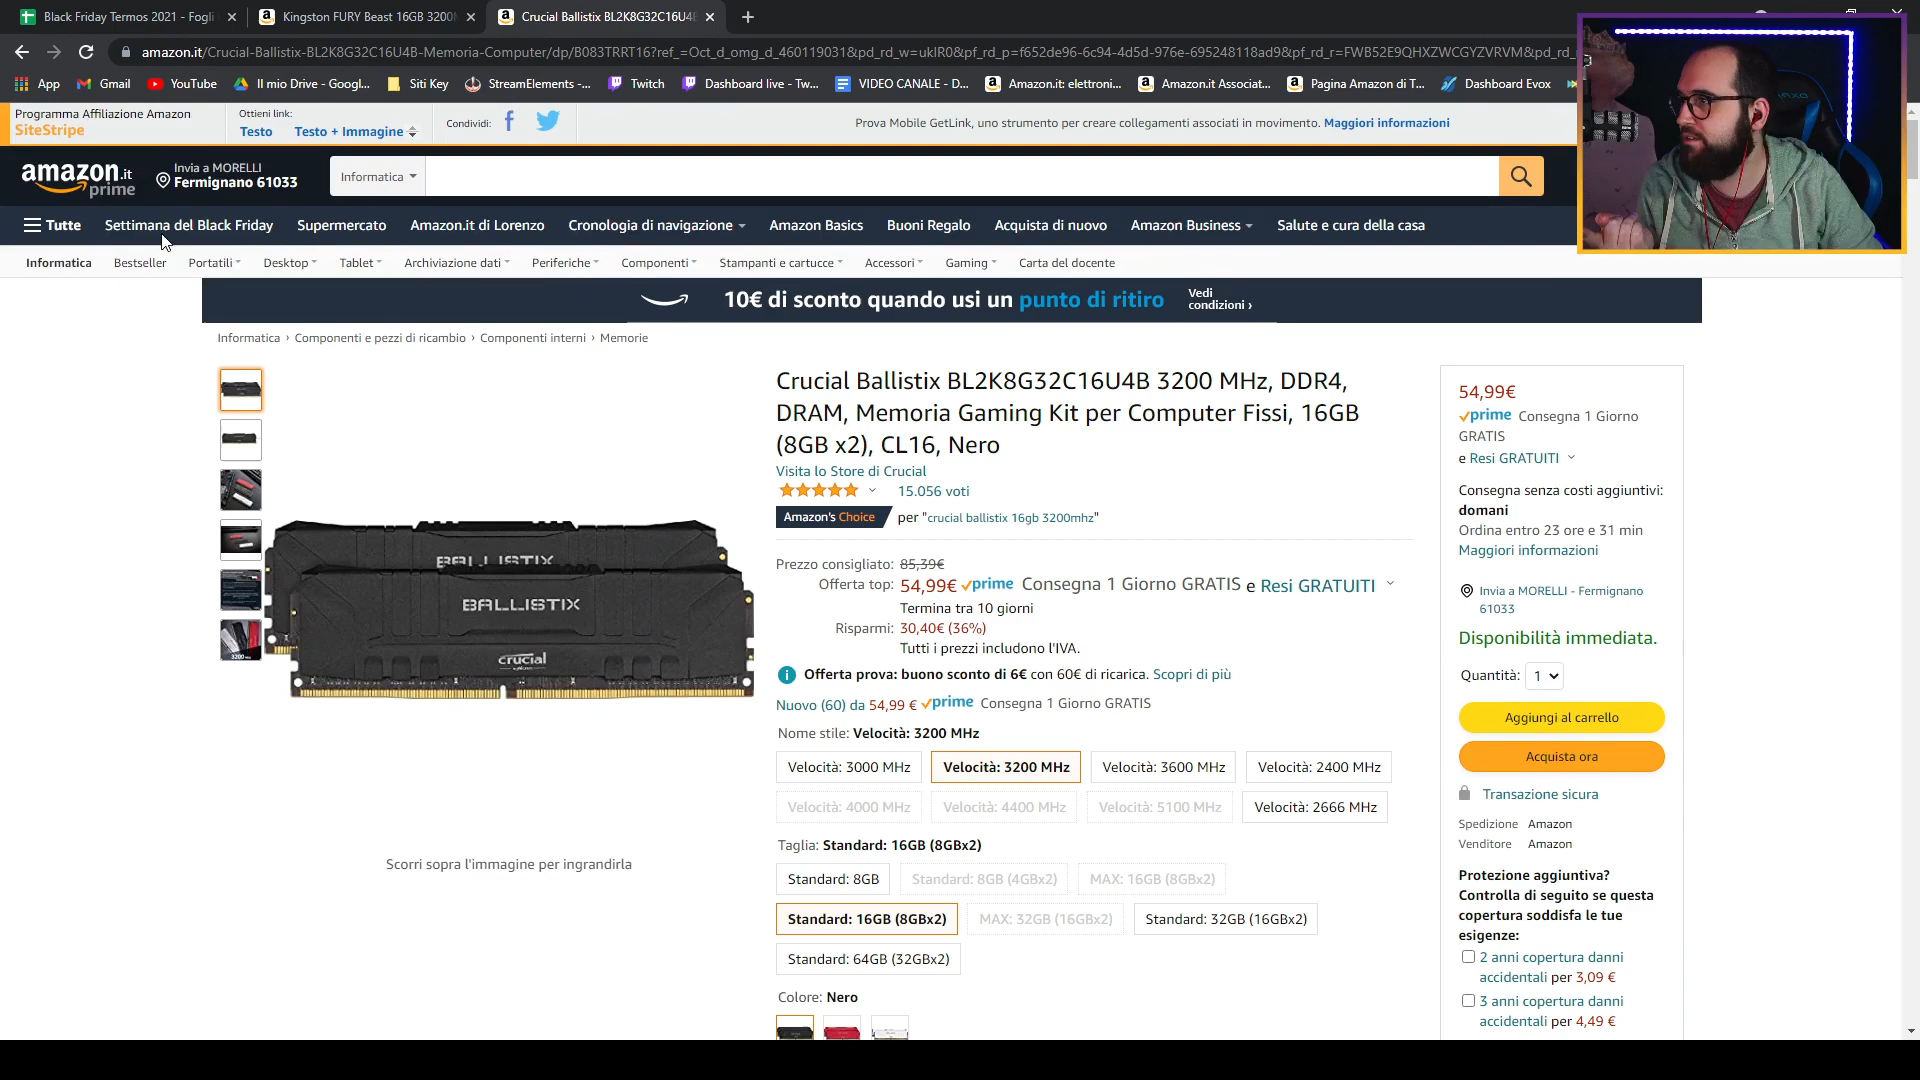 Black Friday Termos 2021 - Fogli
Kingston FURY Beast 16GB 3200
Crucial Ballistix BL2K8G32C16U4
amazon.it/Crucial-Ballistix-BL2K8G32C16U4B-Memoria-Computer/dp/B083TRRT16?ref_=Oct_d_omg_d_460119031&pd_rd_w=uklR0&pf_rd_p=f652de96-6c94-4d5d-976e-695248118ad9&pf_rd_r=FWB52E9QHXZWCGYZVRVM&pd_rd
App
Gmail
YouTube
Il mio Drive - Googl...
Siti Key
StreamElements -...
Twitch
Dashboard live - Tw...
VIDEO CANALE - D...
Amazon.it: elettroni...
Amazon.it Associat...
Pagina Amazon di T...
Dashboard Evox
Programma Affiliazione Amazon
SiteStripe
Ottieni link:
Testo
Testo + Immagine
Condividi:
Prova Mobile GetLink, uno strumento per creare collegamenti associati in movimento. Maggiori informazioni
amazon.it
prime
Invia a MORELLI
Fermignano 61033
Informatica
Tutte
Settimana del Black Friday
Supermercato
Amazon.it di Lorenzo
Cronologia di navigazione
Amazon Basics
Buoni Regalo
Acquista di nuovo
Amazon Business
Salute e cura della casa
Informatica
Bestseller
Portatili
Desktop
Tablet
Archiviazione dati
Periferiche
Componenti
Stampanti e cartucce
Accessori
Gaming
Carta del docente
10€ di sconto quando usi un punto di ritiro
Vedi
condizioni ›
Informatica › Componenti e pezzi di ricambio › Componenti interni › Memorie
BALLISTIX
BALLISTIX
crucial
3200 MHz
Scorri sopra l'immagine per ingrandirla
Crucial Ballistix BL2K8G32C16U4B 3200 MHz, DDR4,
DRAM, Memoria Gaming Kit per Computer Fissi, 16GB
(8GB x2), CL16, Nero
Visita lo Store di Crucial
15.056 voti
Amazon's Choice per "crucial ballistix 16gb 3200mhz"
Prezzo consigliato: 85,39€
Offerta top: 54,99€ prime Consegna 1 Giorno GRATIS e Resi GRATUITI
Termina tra 10 giorni
Risparmi: 30,40€ (36%)
Tutti i prezzi includono l'IVA.
Offerta prova: buono sconto di 6€ con 60€ di ricarica. Scopri di più
Nuovo (60) da 54,99 € prime Consegna 1 Giorno GRATIS
Nome stile: Velocità: 3200 MHz
Velocità: 3000 MHz
Velocità: 3200 MHz
Velocità: 3600 MHz
Velocità: 2400 MHz
Velocità: 4000 MHz
Velocità: 4400 MHz
Velocità: 5100 MHz
Velocità: 2666 MHz
Taglia: Standard: 16GB (8GBx2)
Standard: 8GB
Standard: 8GB (4GBx2)
MAX: 16GB (8GBx2)
Standard: 16GB (8GBx2)
MAX: 32GB (16GBx2)
Standard: 32GB (16GBx2)
Standard: 64GB (32GBx2)
Colore: Nero
54,99€
prime Consegna 1 Giorno
GRATIS
e Resi GRATUITI
Consegna senza costi aggiuntivi:
domani
Ordina entro 23 ore e 31 min
Maggiori informazioni
Invia a MORELLI - Fermignano
61033
Disponibilità immediata.
Quantità: 1
Aggiungi al carrello
Acquista ora
Transazione sicura
Spedizione Amazon
Venditore Amazon
Protezione aggiuntiva?
Controlla di seguito se questa
copertura soddisfa le tue
esigenze:
2 anni copertura danni
accidentali per 3,09 €
3 anni copertura danni
accidentali per 4,49 €